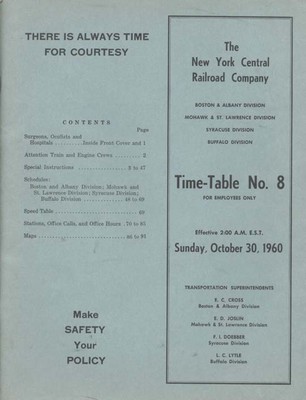 THERE IS ALWAYS TIME
FOR COURTESY
CONTENTS
Page
Surgeons, Oculists and
Hospitals .......... Inside Front Cover and 1
Attention Train and Engine Crews .... 2
Special Instructions .......... 3 to 47
Schedules:
Boston and Albany Division; Mohawk and
St. Lawrence Division; Syracuse Division;
Buffalo Division .......... 48 to 68
Speed Table .......... 69
Stations, Office Calls, and Office Hours 70 to 85
Maps .......... to 91
Make
SAFETY
Your
POLICY
The
New York Central
Railroad Company
BOSTON & ALBANY DIVISION
MOHAWK & ST. LAWRENCE DIVISION
SYRACUSE DIVISION
BUFFALO DIVISION
Time-Table No. 8
FOR EMPLOYEES ONLY
Effective 2:00 A.M. E.S.T.
Sunday, October 30, 1960
TRANSPORTATION SUPERINTENDENTS
R. C. CROSS
Boston & Albany Division
E. D. JOSLIN
Mohawk & St. Lawrence Division
F. J. DOEBBER
Syracuse Division
L. C. LYTLE
Buffalo Division